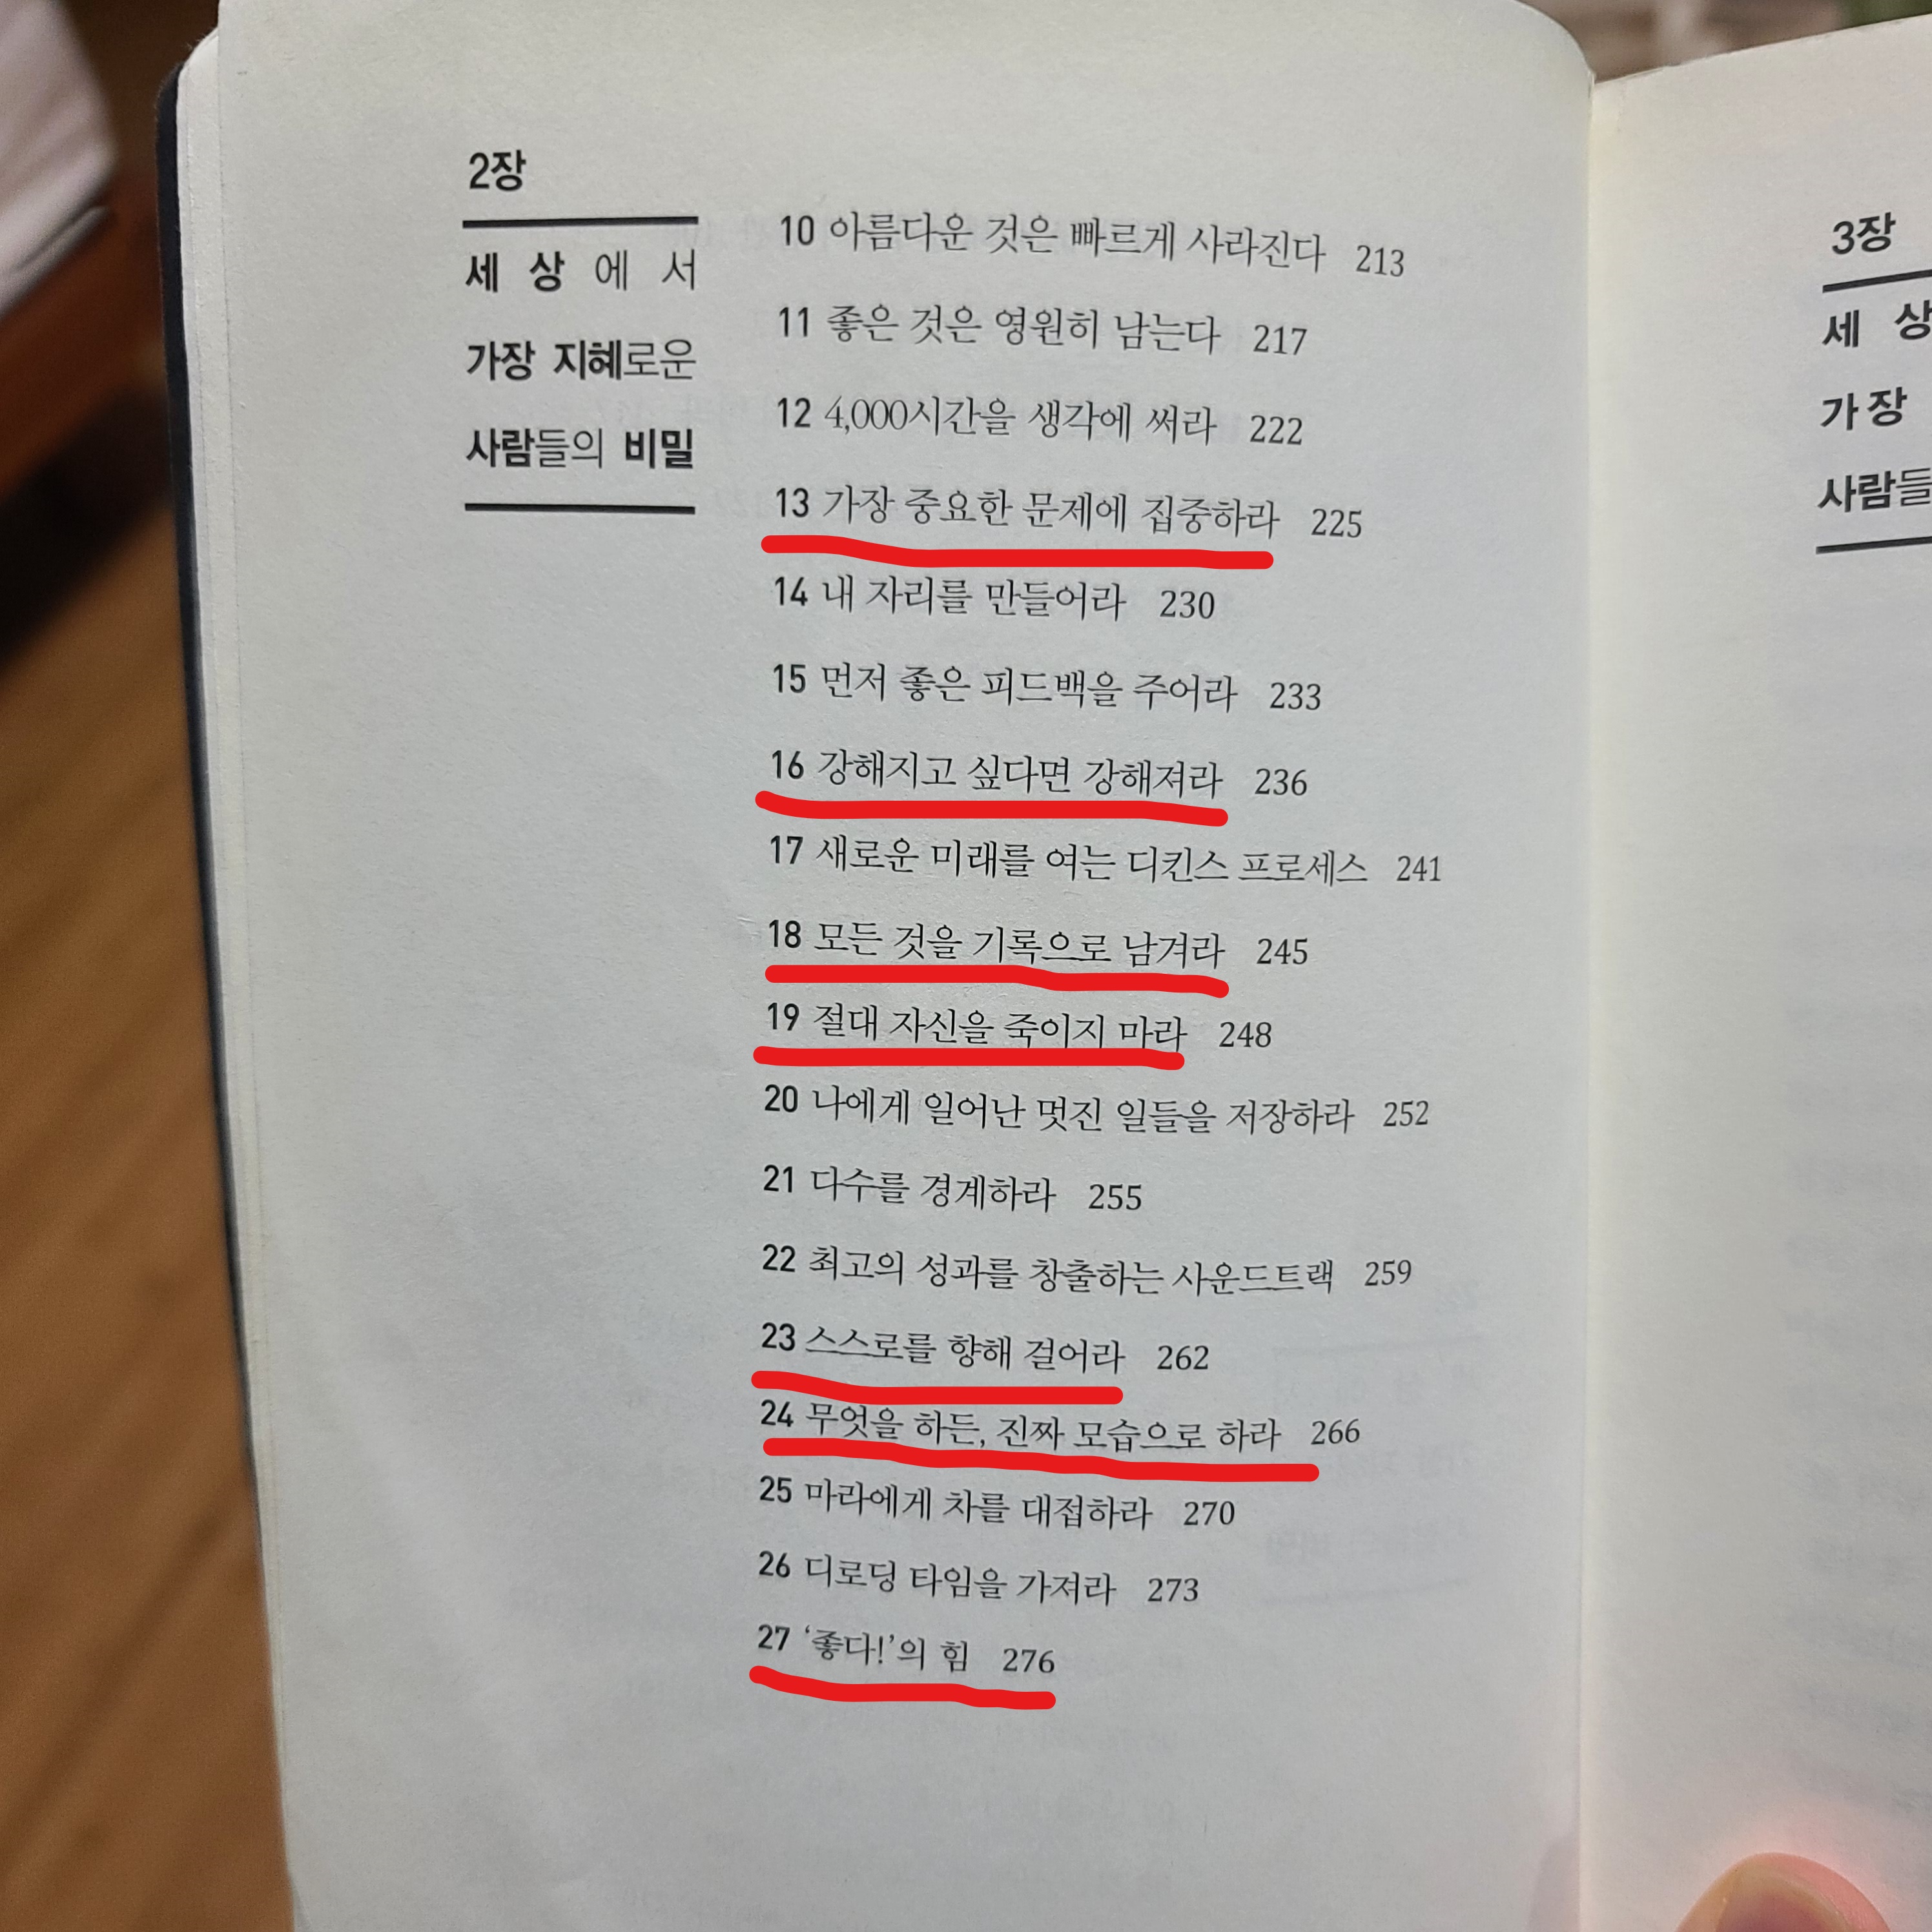 2장
세 상 에 서
가장 지혜로운
사람들의 비밀
10 아름다운 것은 빠르게 사라진다 213
11 좋은 것은 영원히 남는다 217
12 4,000시간을 생각에 써라 222
13 가장 중요한 문제에 집중하라 225
14 내 자리를 만들어라 230
15 먼저 좋은 피드백을 주어라 233
16 강해지고 싶다면 강해져라 236
17 새로운 미래를 여는 디킨스 프로세스 241
18 모든 것을 기록으로 남겨라 245
19 절대 자신을 죽이지 마라 248
20 나에게 일어난 멋진 일들을 저장하라 252
21 다수를 경계하라 255
22 최고의 성과를 창출하는 사운드트랙 259
23 스스로를 향해 걸어라 262
24 무엇을 하든, 진짜 모습으로 하라 266
25 마라에게 차를 대접하라 270
26 디로딩 타임을 가져라 273
27 ‘좋다!’의 힘 276
3장
세 상
가장
사람들